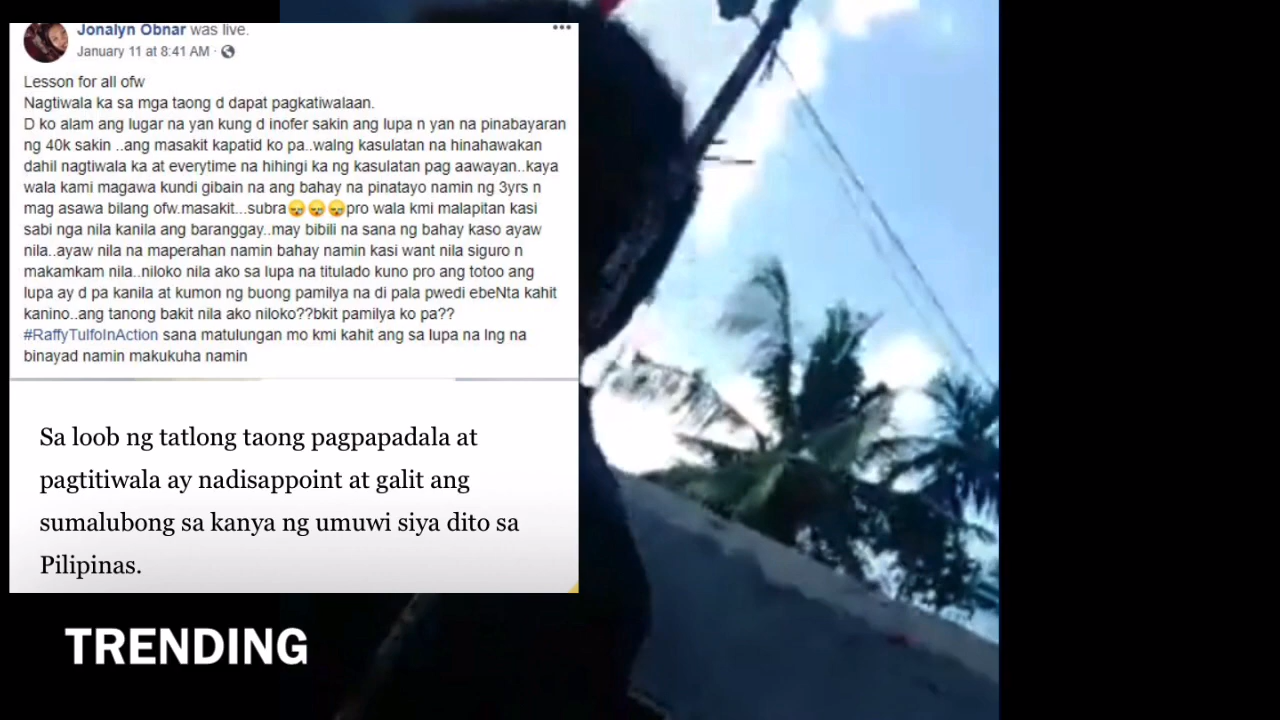 Jonalyn Obnar was live.
January 11 at 8:41 AM ·
Lesson for all ofw
Nagtiwala ka sa mga taong d dapat pagkatiwalaan.
D ko alam ang lugar na yan kung d inofer sakin ang lupa n yan na pinabayaran
ng 40k sakin ..ang masakit kapatid ko pa..walng kasulatan na hinahawakan
dahil nagtiwala ka at everytime na hihingi ka ng kasulatan pag aawayan..kaya
wala kami magawa kundi gibain na ang bahay na pinatayo namin ng 3yrs n
mag asawa bilang ofw.masakit...subra😪😪😪pro wala kmi malapitan kasi
sabi nga nila kanila ang baranggay..may bibili na sana ng bahay kaso ayaw
nila..ayaw nila na maperahan namin bahay namin kasi want nila siguro n
makamkam nila..niloko nila ako sa lupa na titulado kuno pro ang totoo ang
lupa ay d pa kanila at kumon ng buong pamilya na di pala pwedi ebeNta kahit
kanino..ang tanong bakit nila ako niloko??bkit pamilya ko pa??
#RaffyTulfoInAction sana matulungan mo kmi kahit ang sa lupa na lng na
binayad namin makukuha namin
Sa loob ng tatlong taong pagpapadala at
pagtitiwala ay nadisappoint at galit ang
sumalubong sa kanya ng umuwi siya dito sa
Pilipinas.
TRENDING